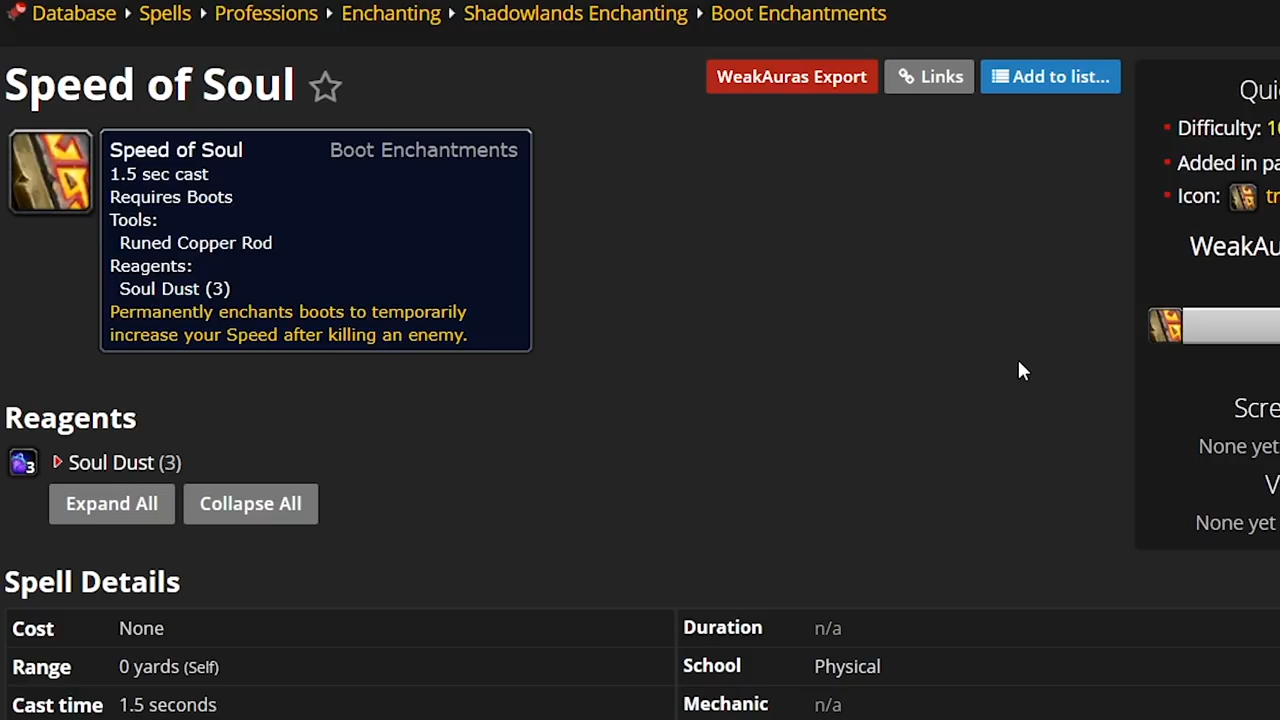 Database ▸ Spells ▸ Professions ▸ Enchanting ▸ Shadowlands Enchanting ▸ Boot Enchantments
Speed of Soul
WeakAuras Export
Links
Add to list...
Speed of Soul Boot Enchantments
1.5 sec cast
Requires Boots
Tools:
Runed Copper Rod
Reagents:
Soul Dust (3)
Permanently enchants boots to temporarily
increase your Speed after killing an enemy.
Reagents
3 Soul Dust (3)
Expand All Collapse All
Spell Details
Cost None
Range 0 yards (Self)
Cast time 1.5 seconds
Duration n/a
School Physical
Mechanic n/a
Difficulty:
Added in
Icon:
None yet
None yet